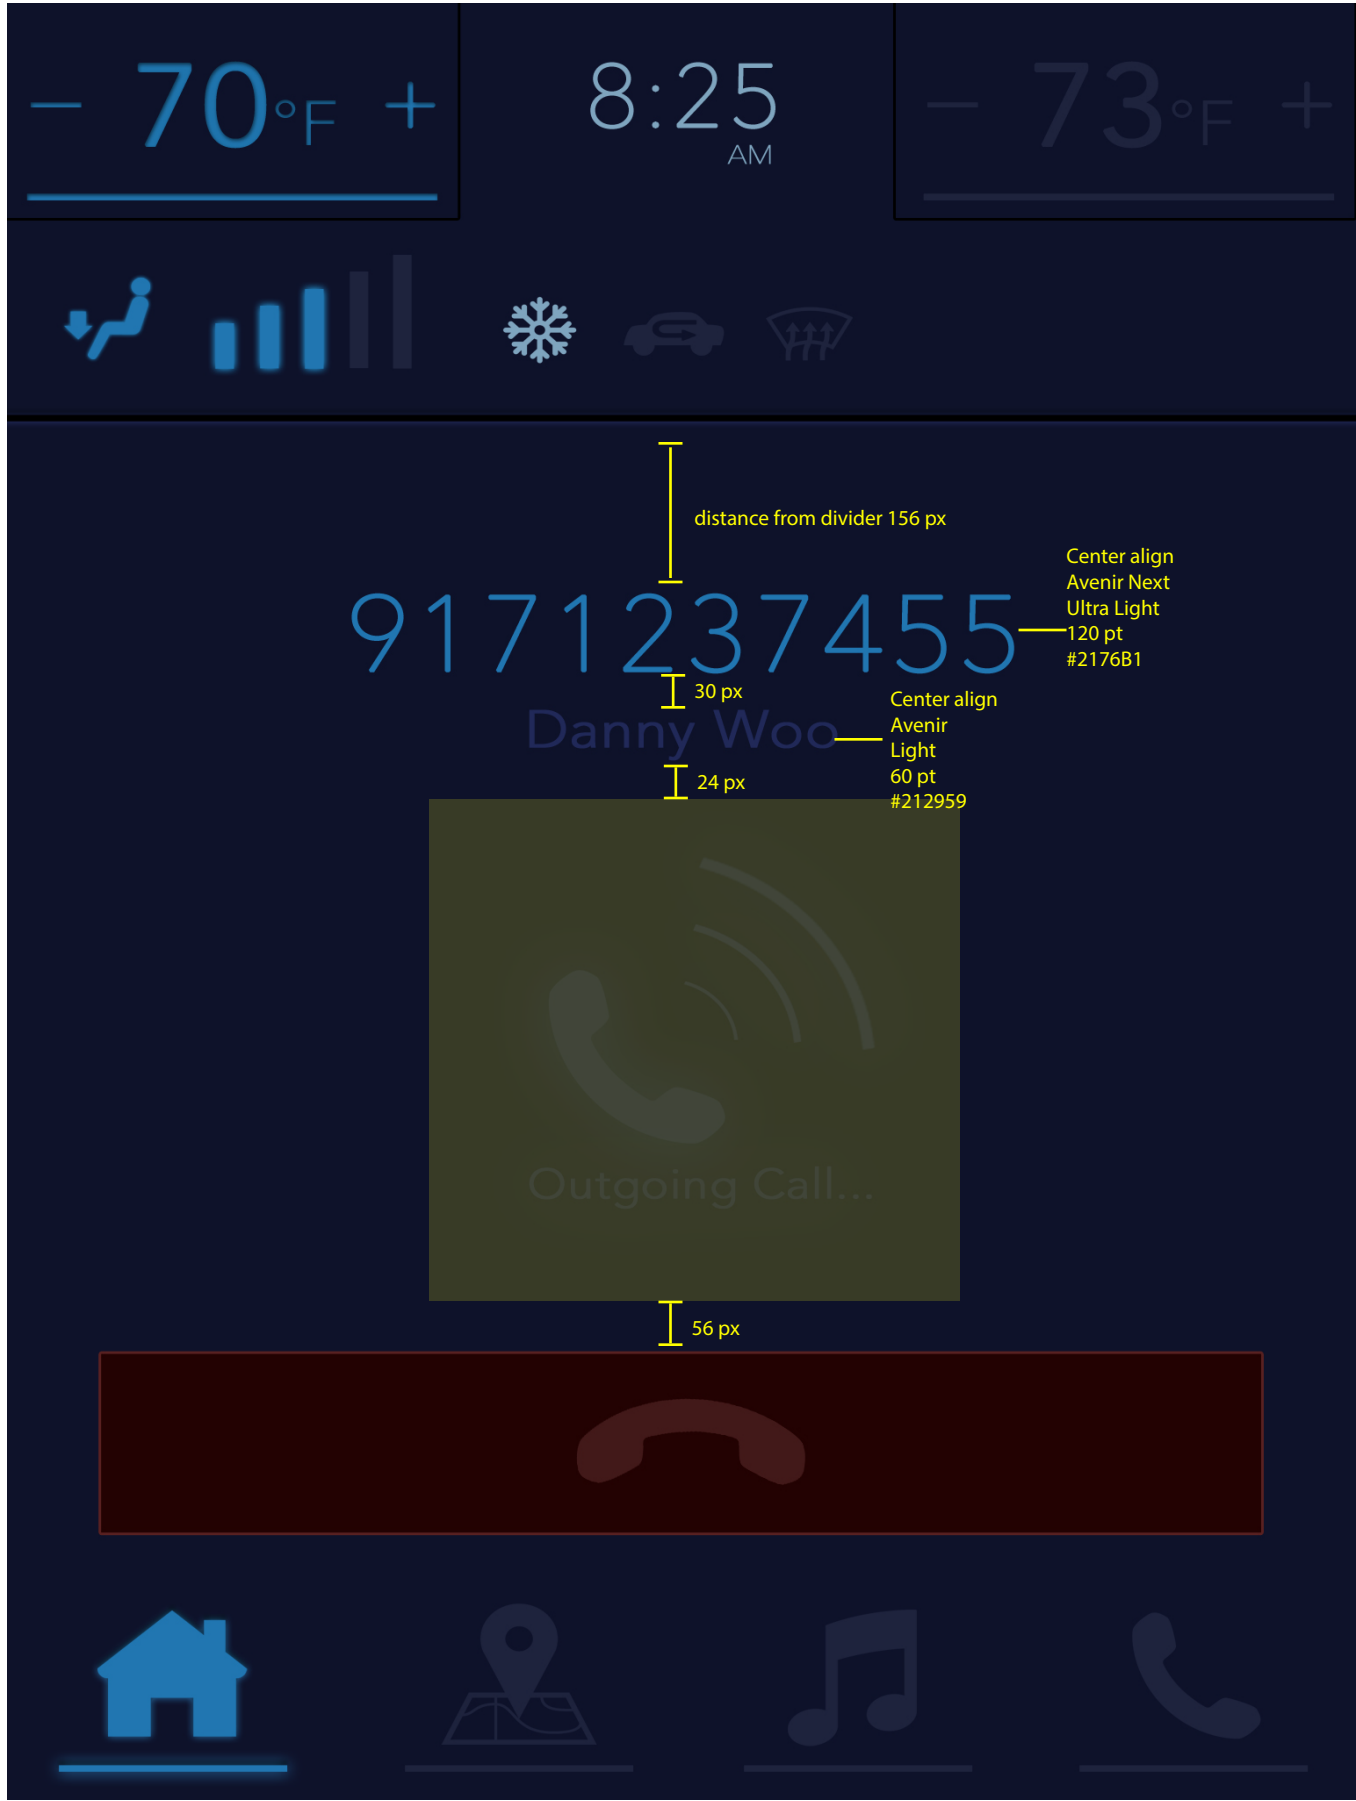 − 70°F +
8:25
AM
− 73°F +
distance from divider 156 px
Center align
Avenir Next
Ultra Light
120 pt
#2176B1
9171237455
30 px
Center align
Avenir
Light
60 pt
#212959
Danny Woo
24 px
Outgoing Call...
56 px